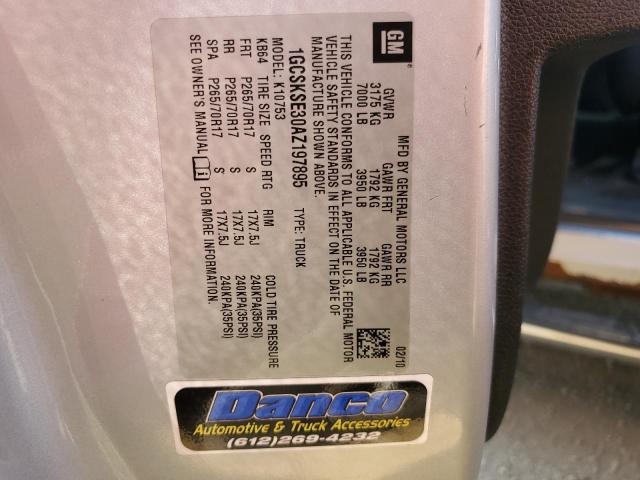 GM
MFD BY GENERAL MOTORS LLC
GVWR GAWR FRT GAWR RR
3175 KG 1792 KG 1792 KG
7000 LB 3950 LB 3950 LB
02/10
THIS VEHICLE CONFORMS TO ALL APPLICABLE U.S. FEDERAL MOTOR
VEHICLE SAFETY STANDARDS IN EFFECT ON THE DATE OF
MANUFACTURE SHOWN ABOVE.
1GCSKSE30AZ197895 TYPE: TRUCK
MODEL: K10753
KB64 TIRE SIZE SPEED RTG RIM COLD TIRE PRESSURE
FRT P265/70R17 S 17X7.5J 240KPA(35PSI)
RR P265/70R17 S 17X7.5J 240KPA(35PSI)
SPA P265/70R17 S 17X7.5J 240KPA(35PSI)
SEE OWNER'S MANUAL FOR MORE INFORMATION.
Danco
Automotive & Truck Accessories
(612)269-4232